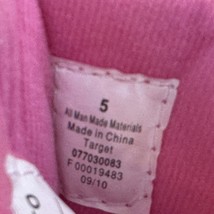 5
All Man Made Materials
Made in China
Target
077030083
F 00019483
09/10